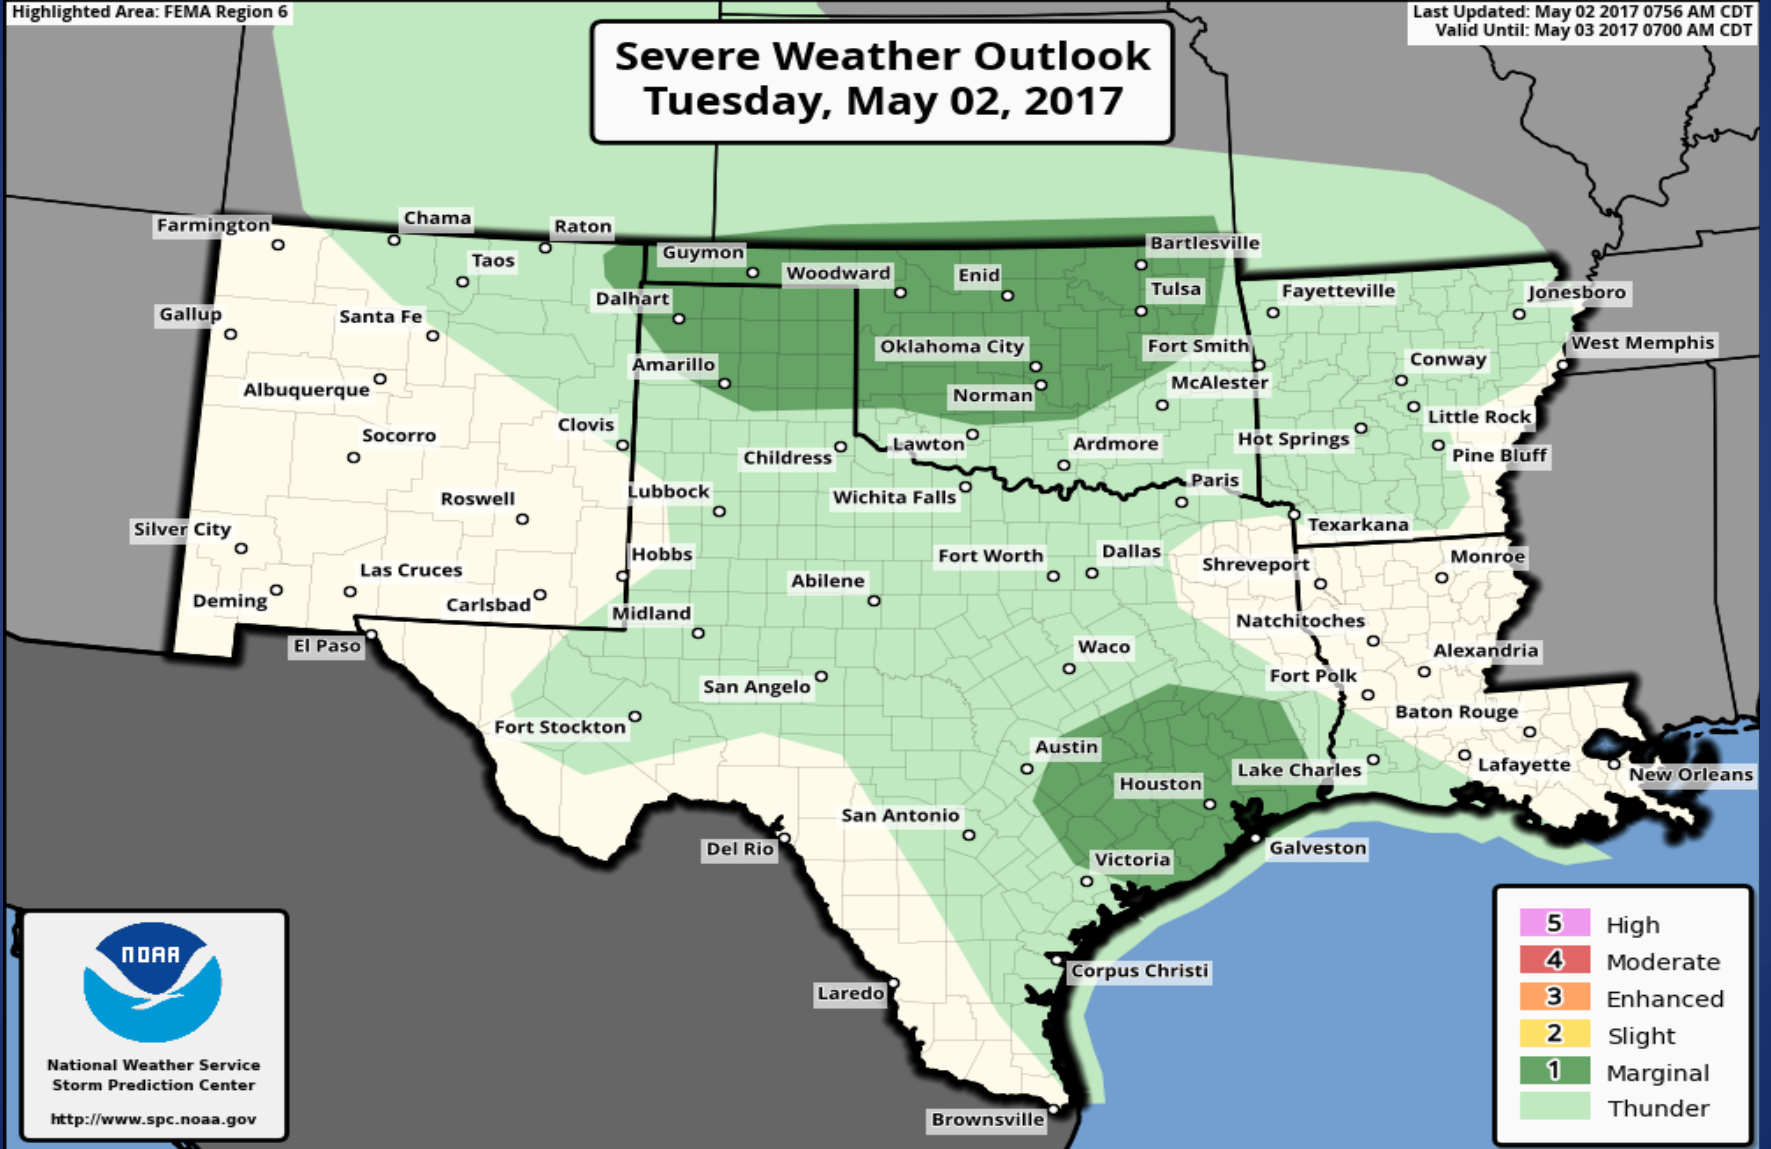 Highlighted Area: FEMA Region 6
Last Updated: May 02 2017 0756 AM CDT
Valid Until: May 03 2017 0700 AM CDT
Severe Weather Outlook
Tuesday, May 02, 2017
Farmington
Chama
Raton
Taos
Guymon
Woodward
Enid
Bartlesville
Tulsa
Fayetteville
Jonesboro
Gallup
Santa Fe
Dalhart
Oklahoma City
Fort Smith
West Memphis
Amarillo
Conway
Albuquerque
Norman
McAlester
Little Rock
Clovis
Socorro
Childress
Lawton
Ardmore
Hot Springs
Pine Bluff
Roswell
Lubbock
Wichita Falls
Paris
Silver City
Texarkana
Hobbs
Fort Worth
Dallas
Shreveport
Monroe
Las Cruces
Abilene
Deming
Carlsbad
Midland
Natchitoches
El Paso
Waco
Alexandria
San Angelo
Fort Polk
Fort Stockton
Baton Rouge
Austin
Houston
Lake Charles
Lafayette
New Orleans
San Antonio
Del Rio
Victoria
Galveston
Corpus Christi
Laredo
Brownsville
NOAA
National Weather Service
Storm Prediction Center
http://www.spc.noaa.gov
5 High
4 Moderate
3 Enhanced
2 Slight
1 Marginal
Thunder